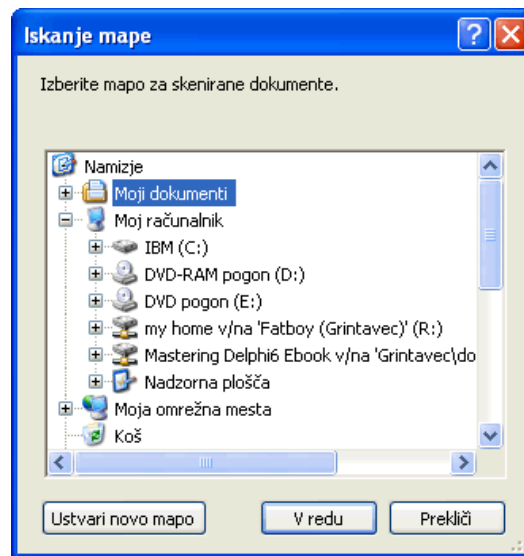 Iskanje mape
Izberite mapo za skenirane dokumente.
Namizje
Moji dokumenti
Moj računalnik
IBM (C:)
DVD-RAM pogon (D:)
DVD pogon (E:)
my home v/na 'Fatboy (Grintavec)' (R:)
Mastering Delphi6 Ebook v/na 'Grintavec\do
Nadzorna plošča
Moja omrežna mesta
Koš
Ustvari novo mapo
V redu
Prekliči